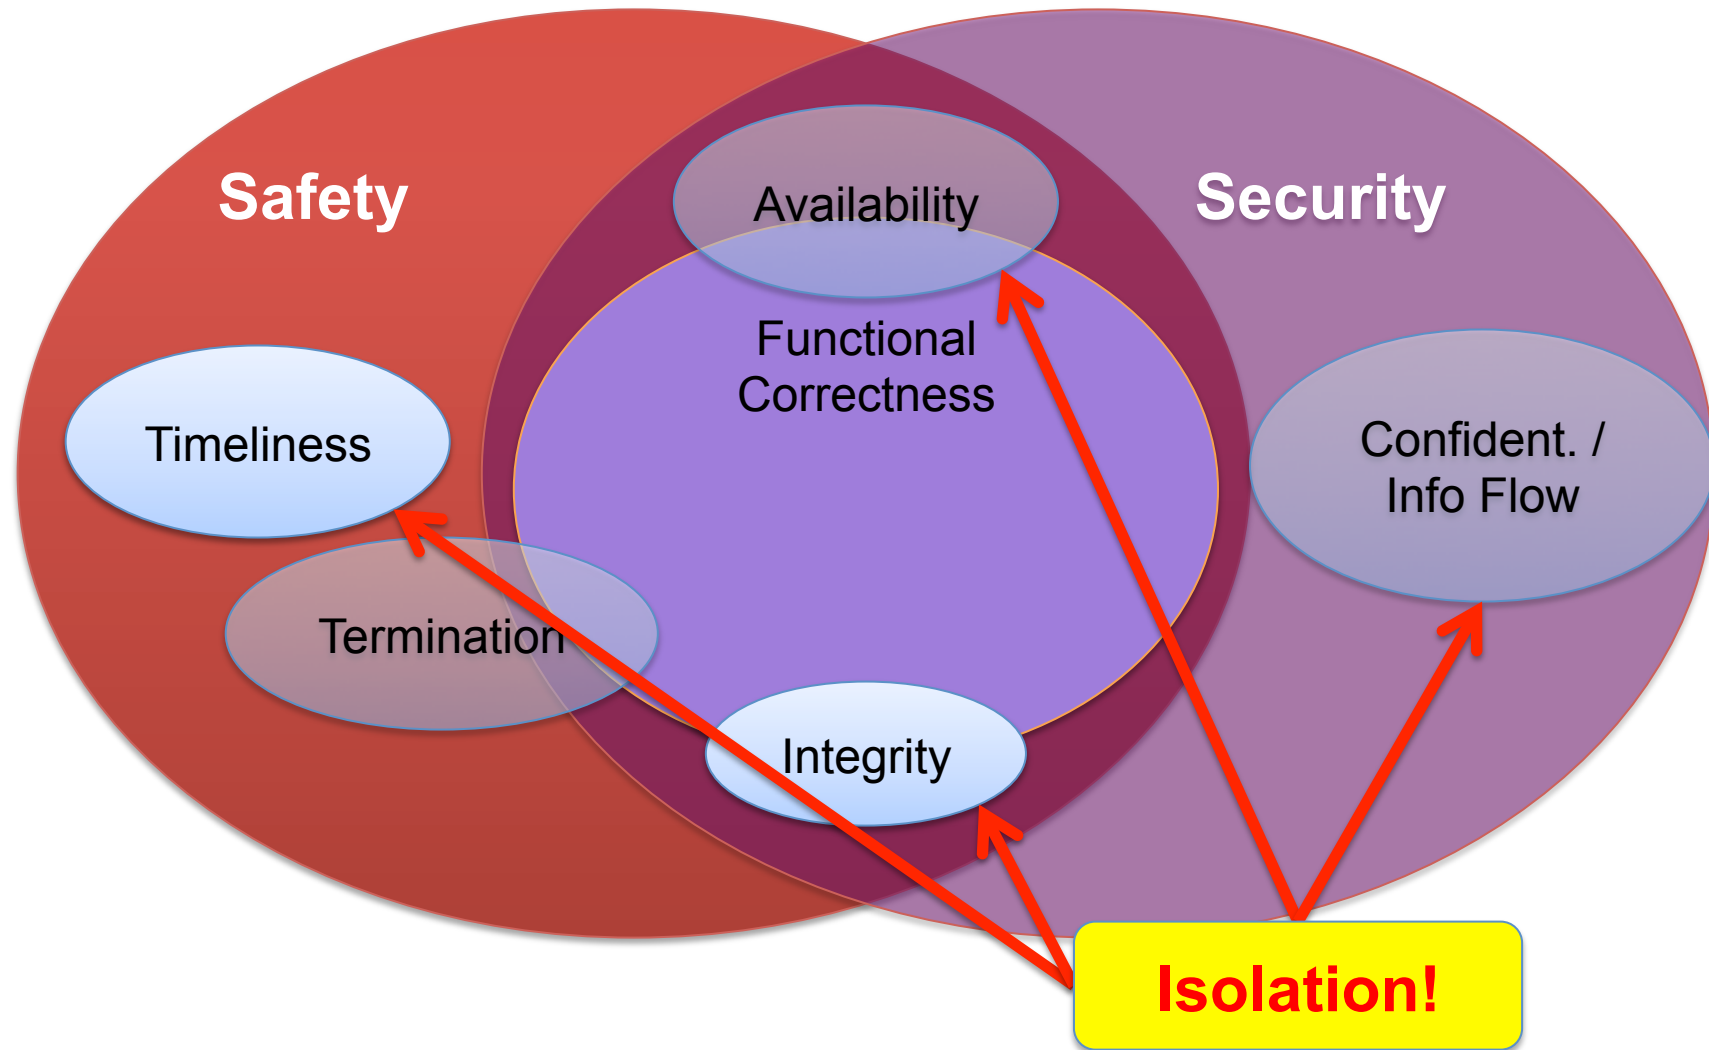 Safety
Security
Availability
Functional
Correctness
Timeliness
Confident. /
Info Flow
Termination
Integrity
Isolation!